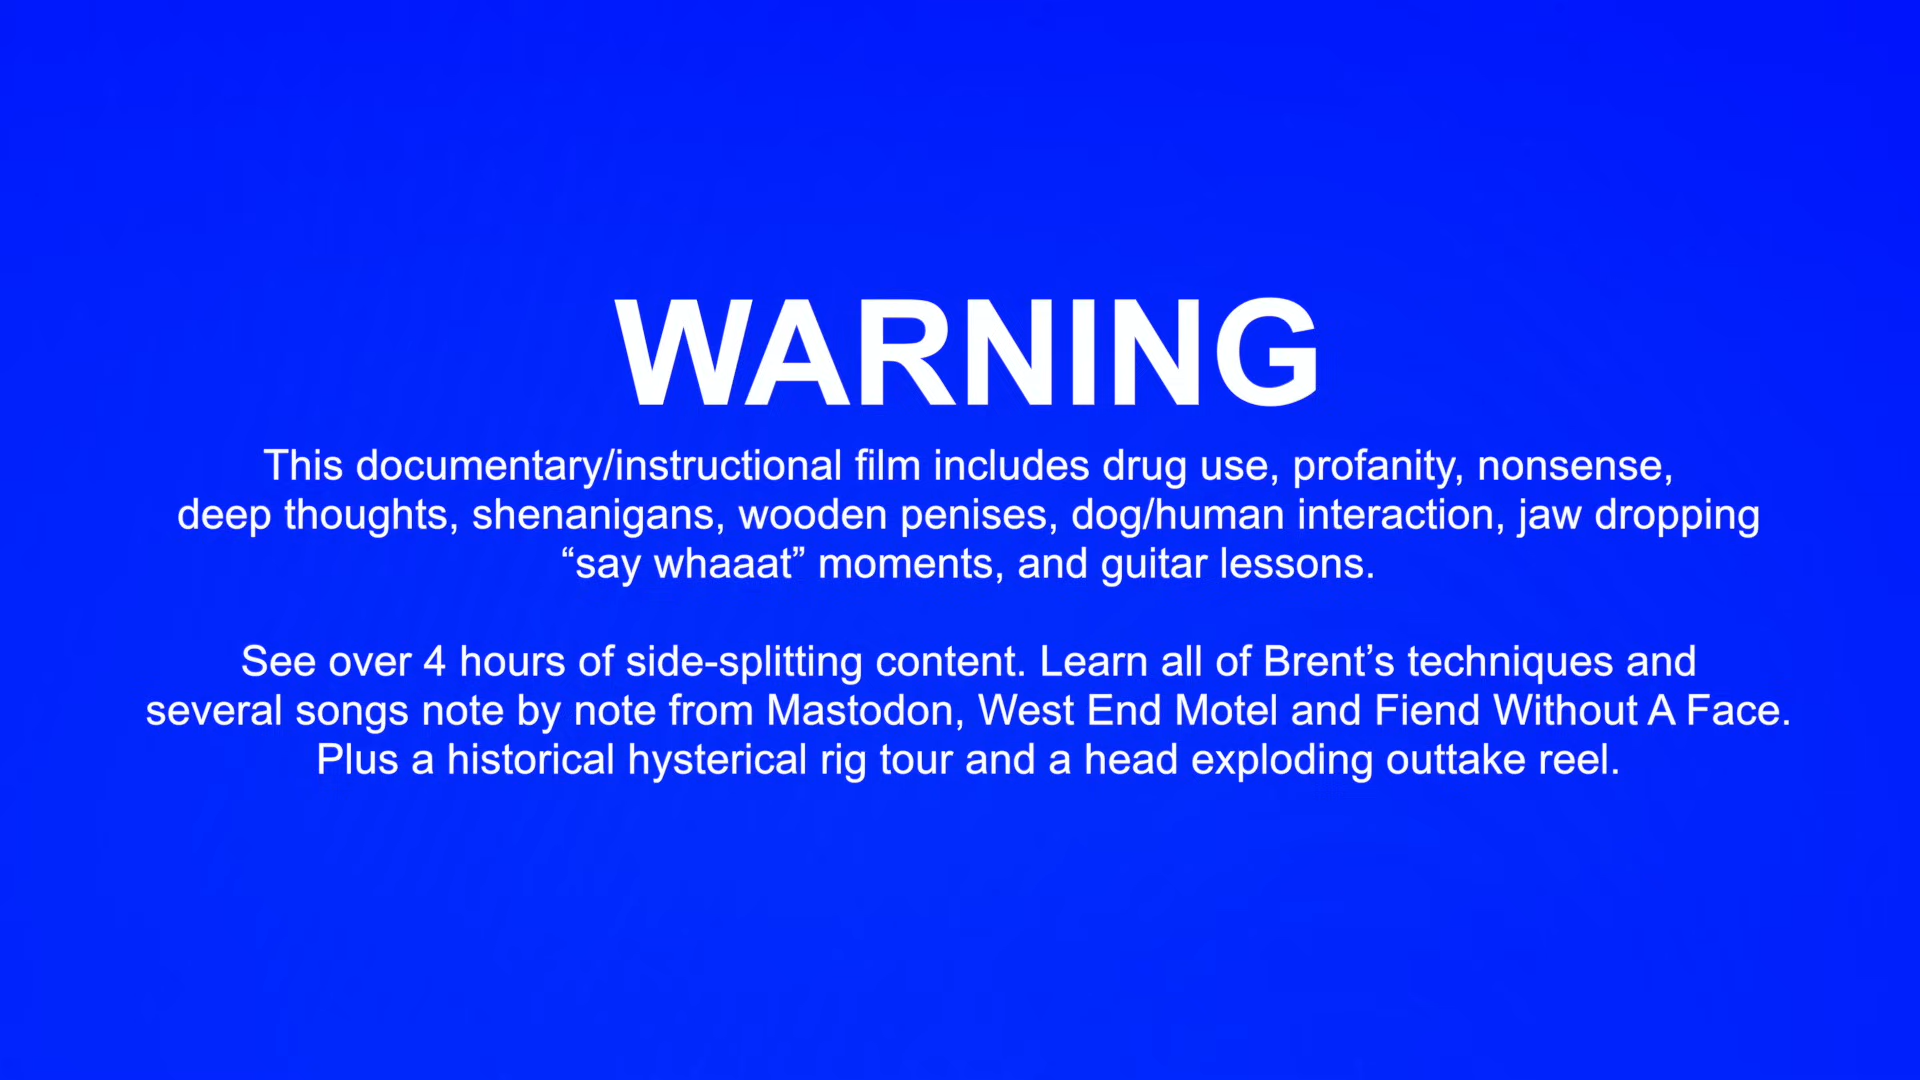 WARNING
This documentary/instructional film includes drug use, profanity, nonsense,
deep thoughts, shenanigans, wooden penises, dog/human interaction, jaw dropping
“say whaaat” moments, and guitar lessons.
See over 4 hours of side-splitting content. Learn all of Brent’s techniques and
several songs note by note from Mastodon, West End Motel and Fiend Without A Face.
Plus a historical hysterical rig tour and a head exploding outtake reel.